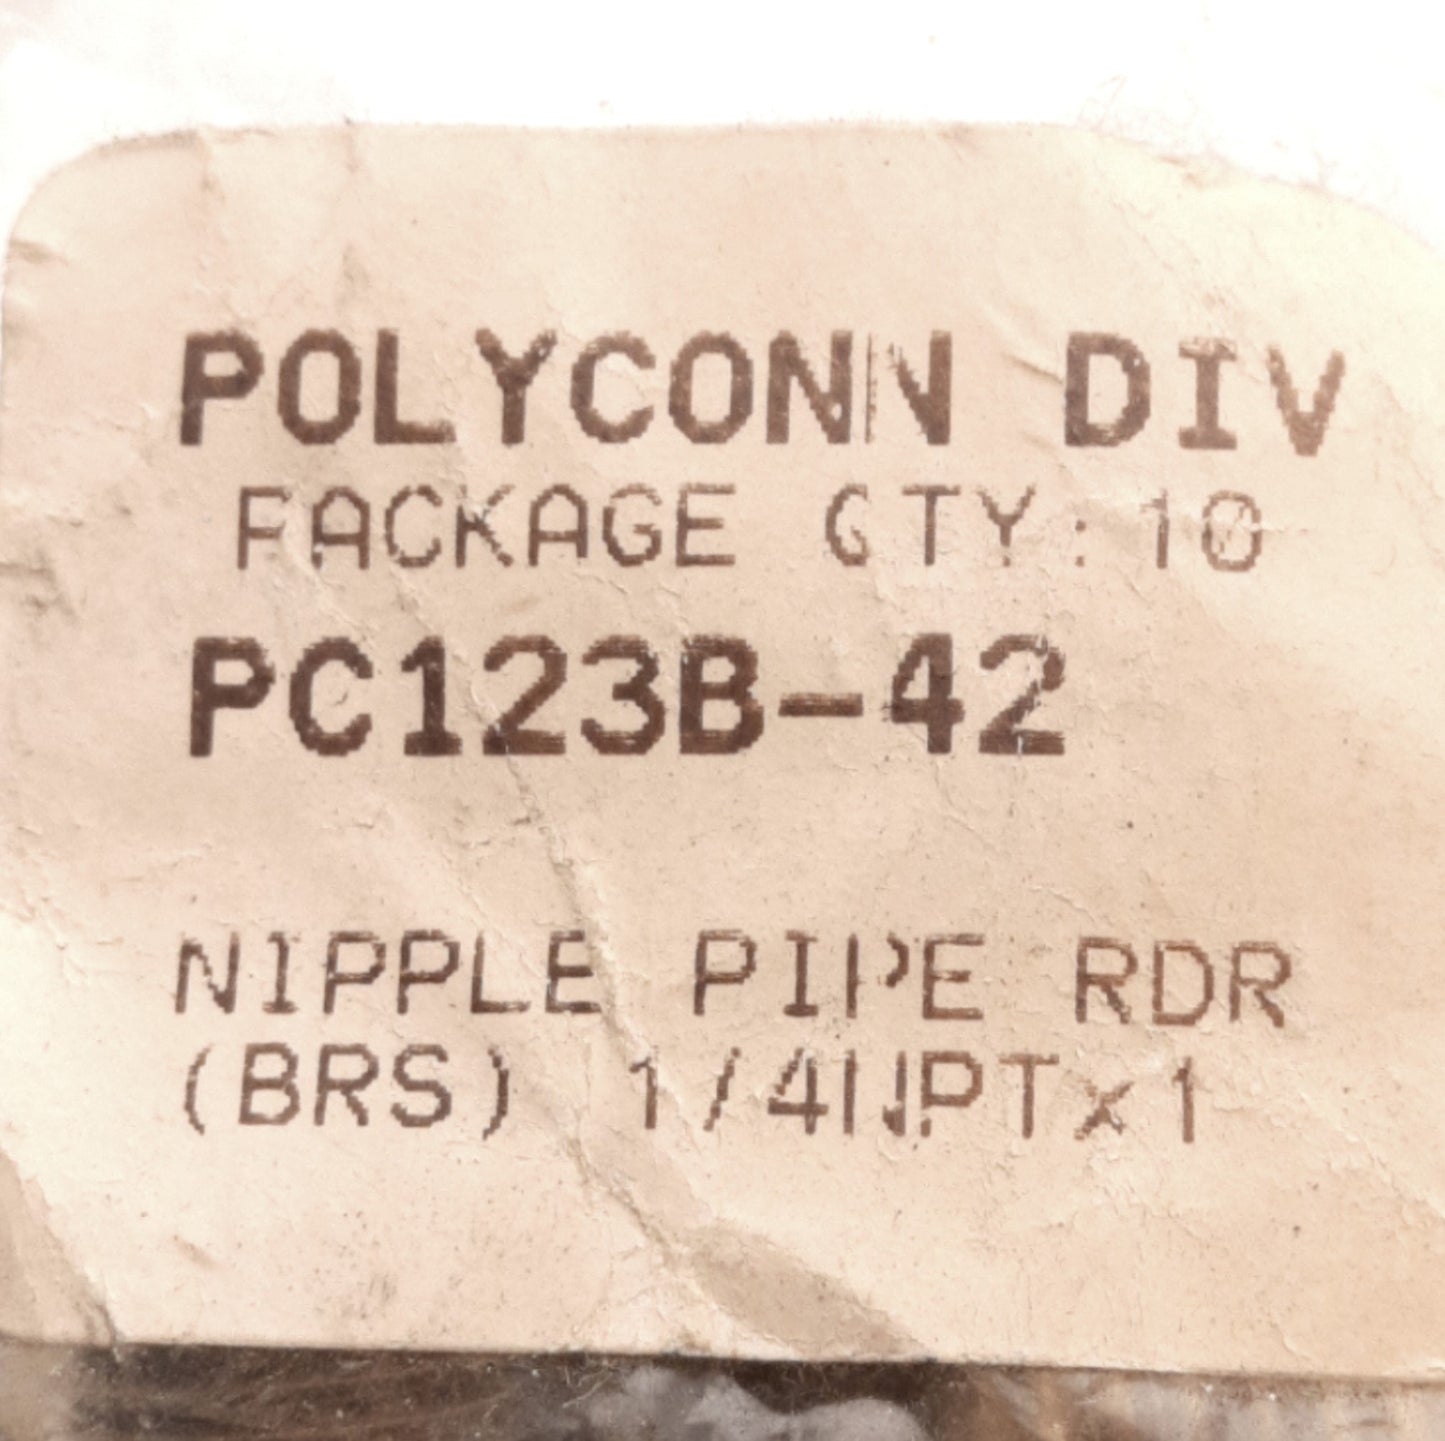 POLYCONN DIV
PACKAGE QTY:10
PC123B-42
NIPPLE PIPE RDR
(BRS) 1/4NPTx1